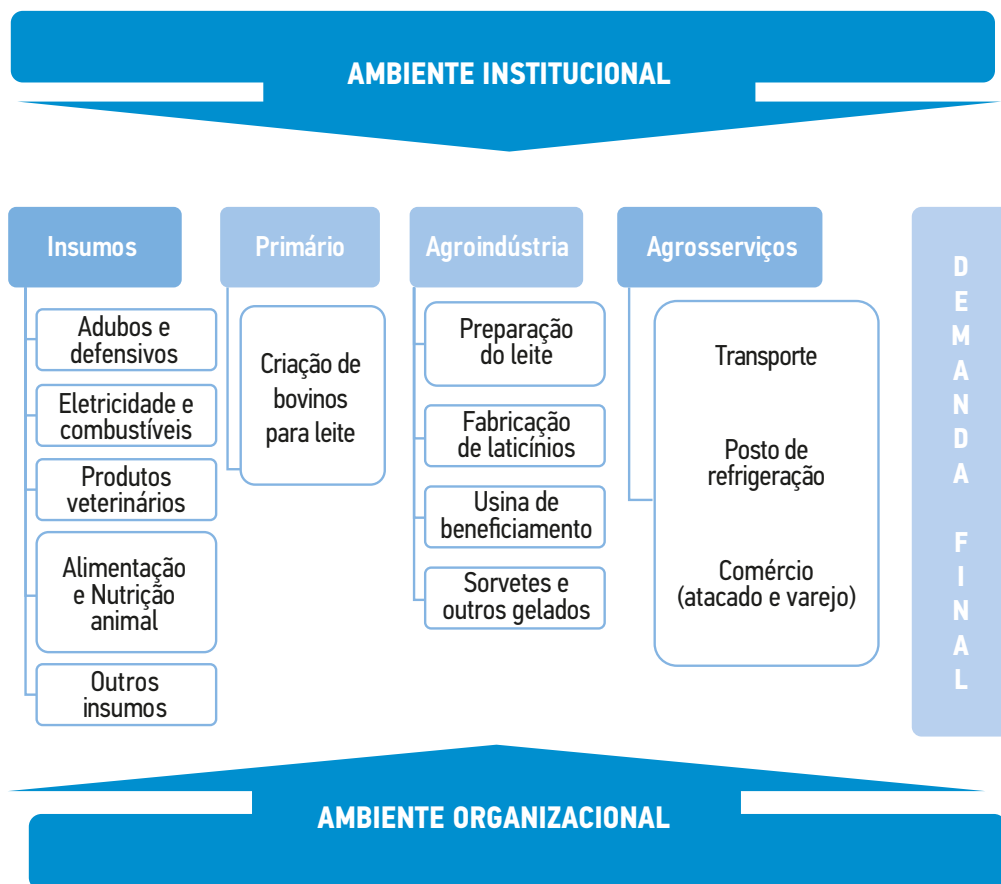 AMBIENTE INSTITUCIONAL
Insumos
Adubos e
defensivos
Eletricidade e
combustíveis
Produtos
veterinários
Alimentação
e Nutrição
animal
Outros
insumos
Primário
Criação de
bovinos
para leite
Agroindústria
Preparação
do leite
Fabricação
de laticínios
Usina de
beneficiamento
Sorvetes e
outros gelados
Agrosserviços
Transporte
Posto de
refrigeração
Comércio
(atacado e varejo)
D
E
M
A
N
D
A
F
I
N
A
L
AMBIENTE ORGANIZACIONAL